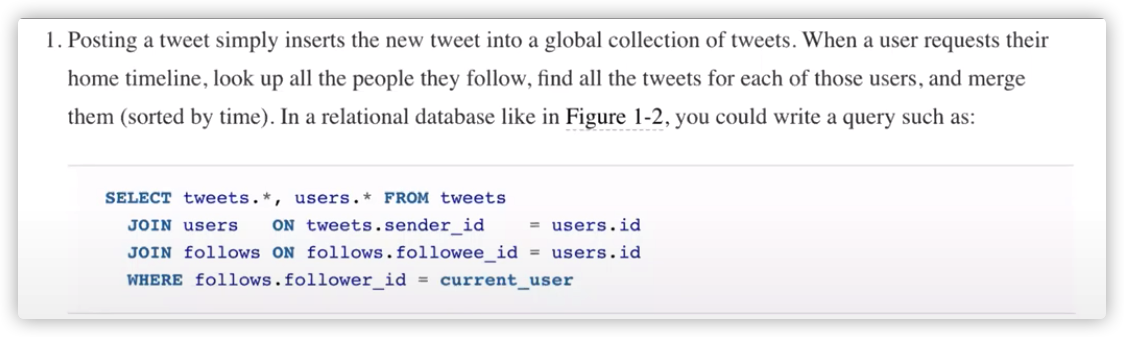 1. Posting a tweet simply inserts the new tweet into a global collection of tweets. When a user requests their
home timeline, look up all the people they follow, find all the tweets for each of those users, and merge
them (sorted by time). In a relational database like in Figure 1-2, you could write a query such as:
SELECT tweets.*, users.* FROM tweets
JOIN users ON tweets.sender_id = users.id
JOIN follows ON follows.followee_id = users.id
WHERE follows.follower_id = current_user